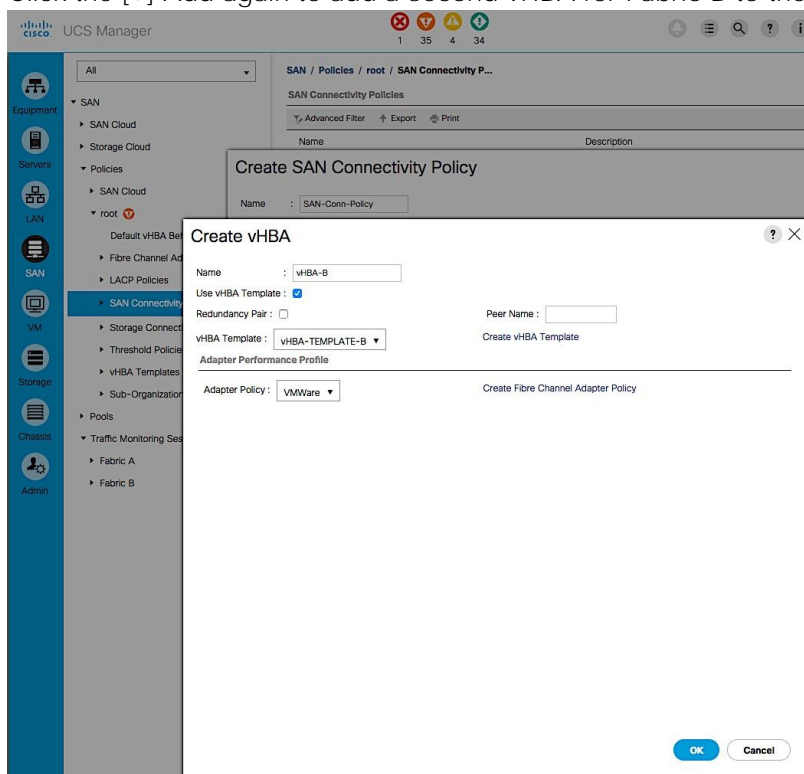 Click the [+] Add again to add a second vHBA for Fabric B to the
cisco UCS Manager
1 35 4 34
All
SAN / Policies / root / SAN Connectivity P...
SAN Connectivity Policies
Advanced Filter Export Print
Name Description
Equipment
Servers
LAN
SAN
VM
Storage
Chassis
Admin
SAN
SAN Cloud
Storage Cloud
Policies
SAN Cloud
root
Default vHBA Beh
Fibre Channel Ad
LACP Policies
SAN Connectivity
Storage Connecti
Threshold Policie
vHBA Templates
Sub-Organization
Pools
Traffic Monitoring Ses
Fabric A
Fabric B
Create SAN Connectivity Policy
Name : SAN-Conn-Policy
Create vHBA
? ×
Name : vHBA-B
Use vHBA Template :
Redundancy Pair : Peer Name :
vHBA Template : vHBA-TEMPLATE-B Create vHBA Template
Adapter Performance Profile
Adapter Policy : VMWare Create Fibre Channel Adapter Policy
OK Cancel